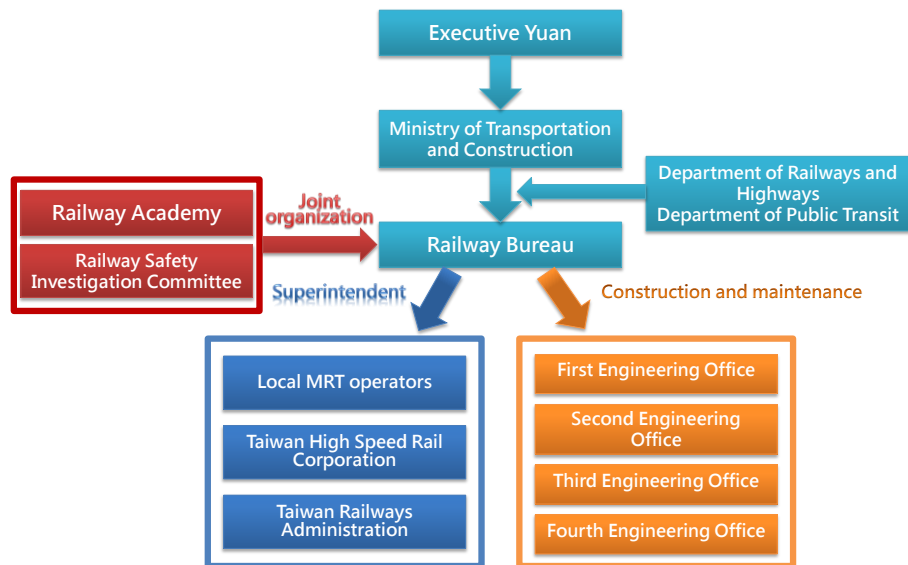 Executive Yuan
Ministry of Transportation
and Construction
Department of Railways and
Highways
Department of Public Transit
Railway Academy
Railway Safety
Investigation Committee
Joint
organization
Railway Bureau
Superintendent
Construction and maintenance
Local MRT operators
Taiwan High Speed Rail
Corporation
Taiwan Railways
Administration
First Engineering Office
Second Engineering
Office
Third Engineering Office
Fourth Engineering Office